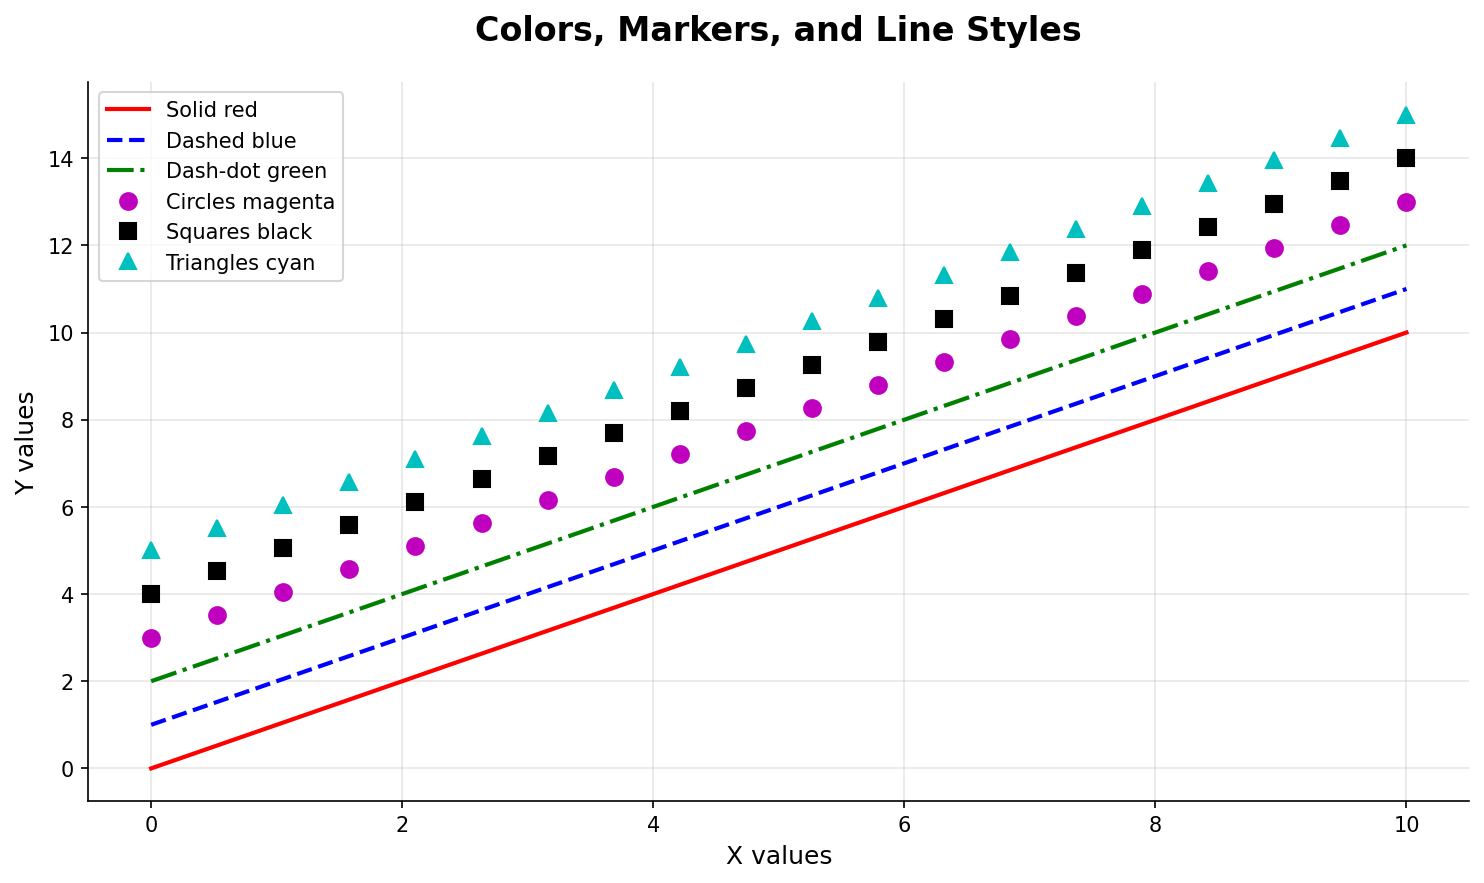 Colors, Markers, and Line Styles
Solid red
Dashed blue
Dash-dot green
Circles magenta
Squares black
Triangles cyan
Y values
14
12
10
8
6
4
2
0
0 2 4 6 8 10
X values